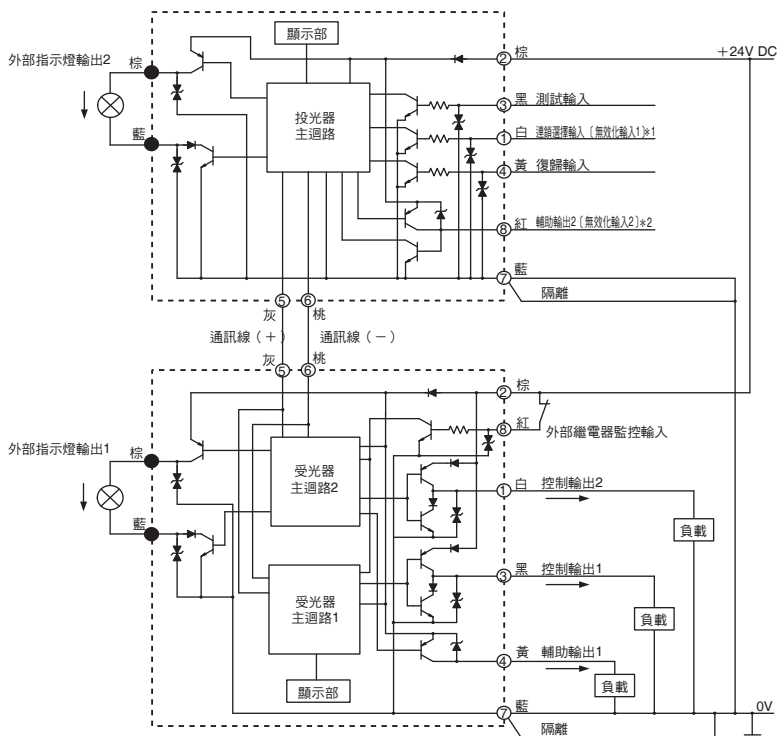 外部指示燈輸出2
棕
藍
顯示部
投光器
主迴路
② 棕
+24V DC
③ 黑 測試輸入
① 白 連鎖選擇輸入〔無效化輸入1〕*1
④ 黃 復歸輸入
⑧ 紅 輔助輸出2〔無效化輸入2〕*2
⑦ 藍
隔離
⑤ ⑥
灰 桃
通訊線(+) 通訊線(-)
灰 桃
⑤ ⑥
外部指示燈輸出1
棕
藍
受光器
主迴路2
受光器
主迴路1
顯示部
② 棕
⑧ 紅
外部繼電器監控輸入
① 白 控制輸出2
負載
③ 黑 控制輸出1
負載
④ 黃 輔助輸出1
負載
⑦ 藍
0V
隔離